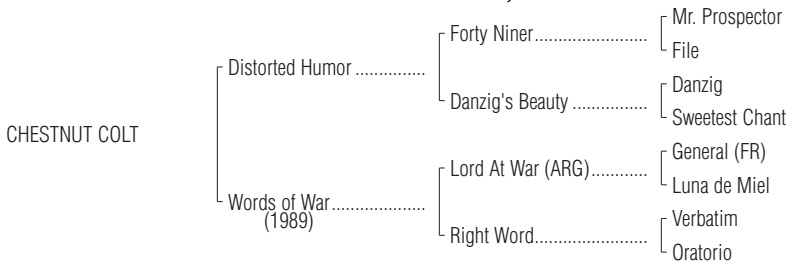 Mr. Prospector
Forty Niner........................
File
Distorted Humor ...............
Danzig
Danzig's Beauty ................
Sweetest Chant
CHESTNUT COLT
General (FR)
Lord At War (ARG)............
Luna de Miel
Words of War....................
(1989)
Verbatim
Right Word........................
Oratorio